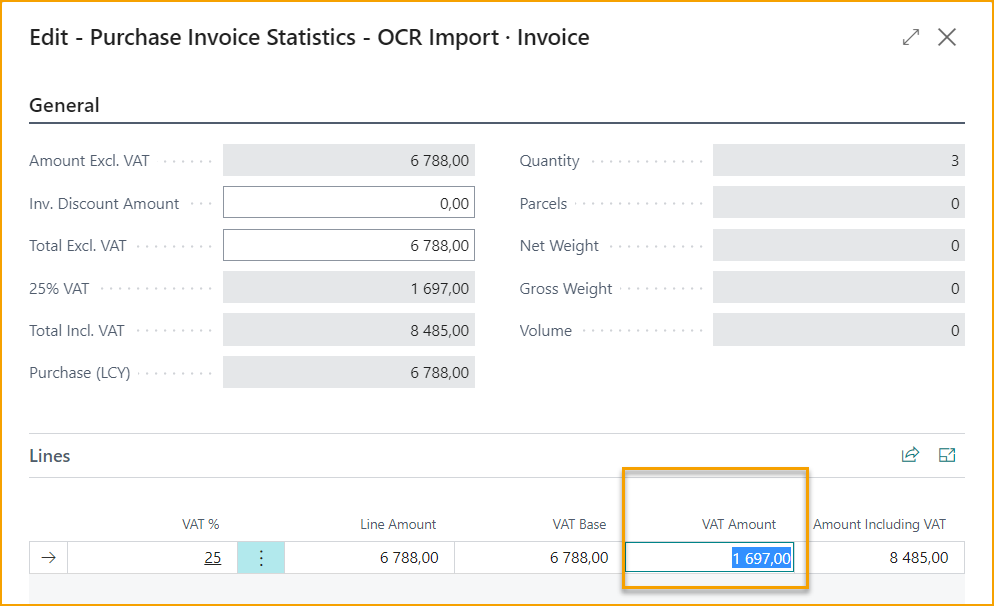 Edit - Purchase Invoice Statistics - OCR Import · Invoice
General
Amount Excl. VAT 6 788,00
Inv. Discount Amount 0,00
Total Excl. VAT 6 788,00
25% VAT 1 697,00
Total Incl. VAT 8 485,00
Purchase (LCY) 6 788,00
Quantity 3
Parcels 0
Net Weight 0
Gross Weight 0
Volume 0
Lines
VAT % Line Amount VAT Base VAT Amount Amount Including VAT
25 6 788,00 6 788,00 1 697,00 8 485,00